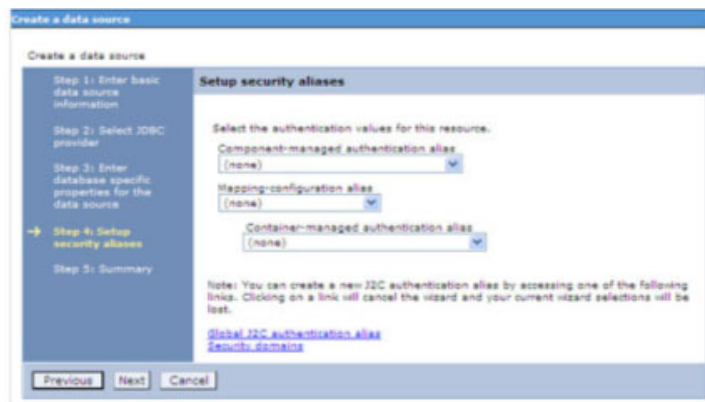 Create a data source
Create a data source
Step 1: Enter basic
data source
information
Step 2: Select JDBC
provider
Step 3: Enter
database specific
properties for the
data source
Step 4: Setup
security aliases
Step 5: Summary
Setup security aliases
Select the authentication values for this resource.
Component-managed authentication alias
(none)
Mapping-configuration alias
(none)
Container-managed authentication alias
(none)
Note: You can create a new J2C authentication alias by accessing one of the following
links. Clicking on a link will cancel the wizard and your current wizard selections will be
lost.
Global J2C authentication alias
Security domains
Previous Next Cancel